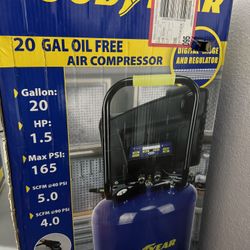 GOODYEAR
20 GAL OIL FREE
AIR COMPRESSOR
DIGITAL GAUGE
AND REGULATOR
Gallon:
20
HP:
1.5
Max PSI:
165
SCFM @40 PSI
5.0
SCFM @90 PSI
4.0